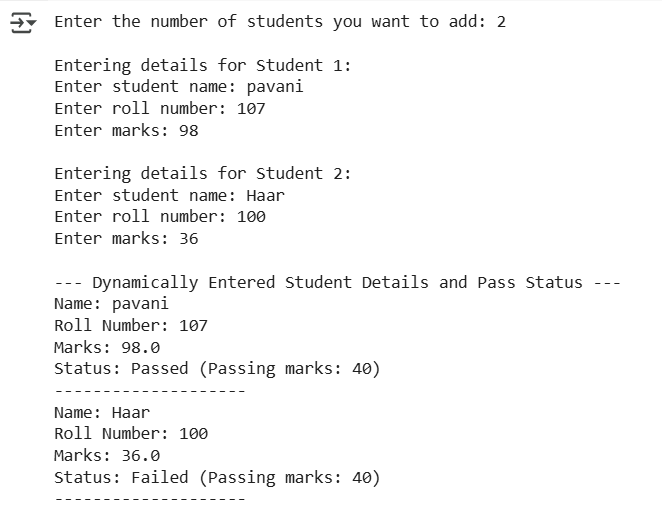 Enter the number of students you want to add: 2
Entering details for Student 1:
Enter student name: pavani
Enter roll number: 107
Enter marks: 98
Entering details for Student 2:
Enter student name: Haar
Enter roll number: 100
Enter marks: 36
--- Dynamically Entered Student Details and Pass Status ---
Name: pavani
Roll Number: 107
Marks: 98.0
Status: Passed (Passing marks: 40)
--------------------
Name: Haar
Roll Number: 100
Marks: 36.0
Status: Failed (Passing marks: 40)
--------------------